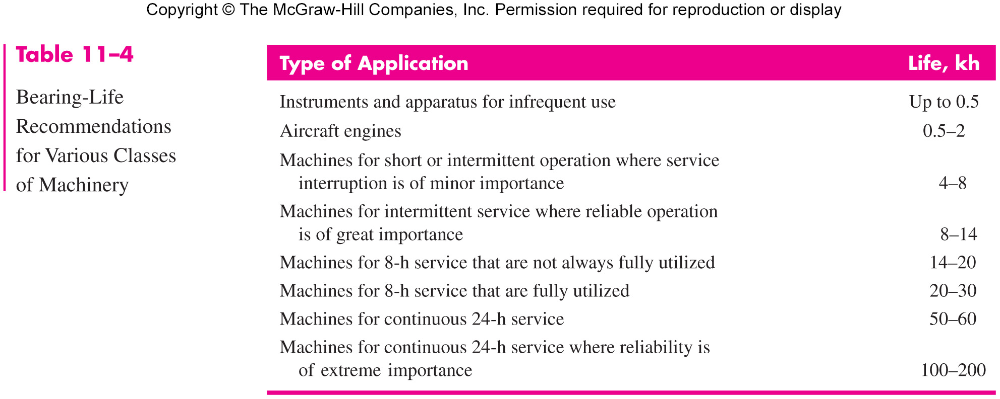 Copyright © The McGraw-Hill Companies, Inc. Permission required for reproduction or display
Table 11–4
Bearing-Life
Recommendations
for Various Classes
of Machinery
Type of Application Life, kh
Instruments and apparatus for infrequent use Up to 0.5
Aircraft engines 0.5–2
Machines for short or intermittent operation where service
interruption is of minor importance 4–8
Machines for intermittent service where reliable operation
is of great importance 8–14
Machines for 8-h service that are not always fully utilized 14–20
Machines for 8-h service that are fully utilized 20–30
Machines for continuous 24-h service 50–60
Machines for continuous 24-h service where reliability is
of extreme importance 100–200